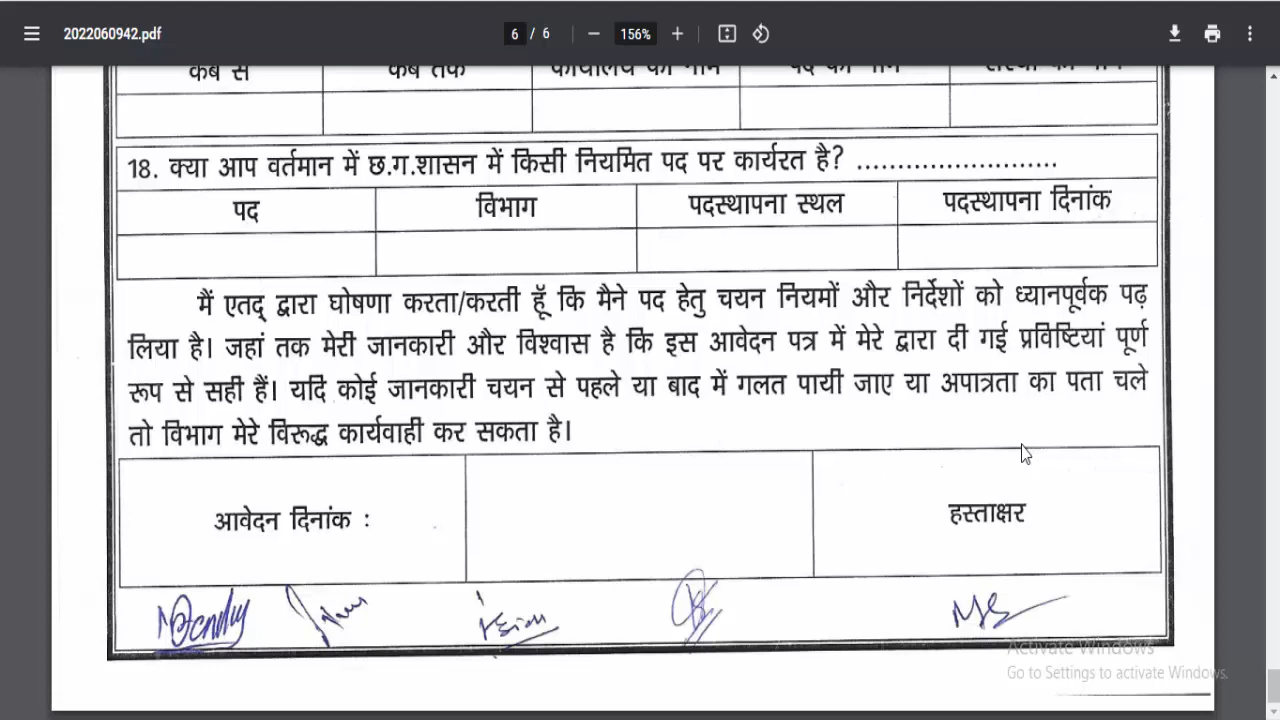 2022060942.pdf
6 / 6
156%
कब से कब तक कार्यालय का नाम पद का नाम संस्था का नाम
18. क्या आप वर्तमान में छ.ग.शासन में किसी नियमित पद पर कार्यरत है? .........................
पद विभाग पदस्थापना स्थल पदस्थापना दिनांक
मैं एतद् द्वारा घोषणा करता/करती हूॅं कि मैने पद हेतु चयन नियमों और निर्देशों को ध्यानपूर्वक पढ़
लिया है। जहां तक मेरी जानकारी और विश्वास है कि इस आवेदन पत्र में मेरे द्वारा दी गई प्रविष्टियां पूर्ण
रूप से सही हैं। यदि कोई जानकारी चयन से पहले या बाद में गलत पायी जाए या अपात्रता का पता चले
तो विभाग मेरे विरूद्ध कार्यवाही कर सकता है।
आवेदन दिनांक : हस्ताक्षर
Activate Windows
Go to Settings to activate Windows.